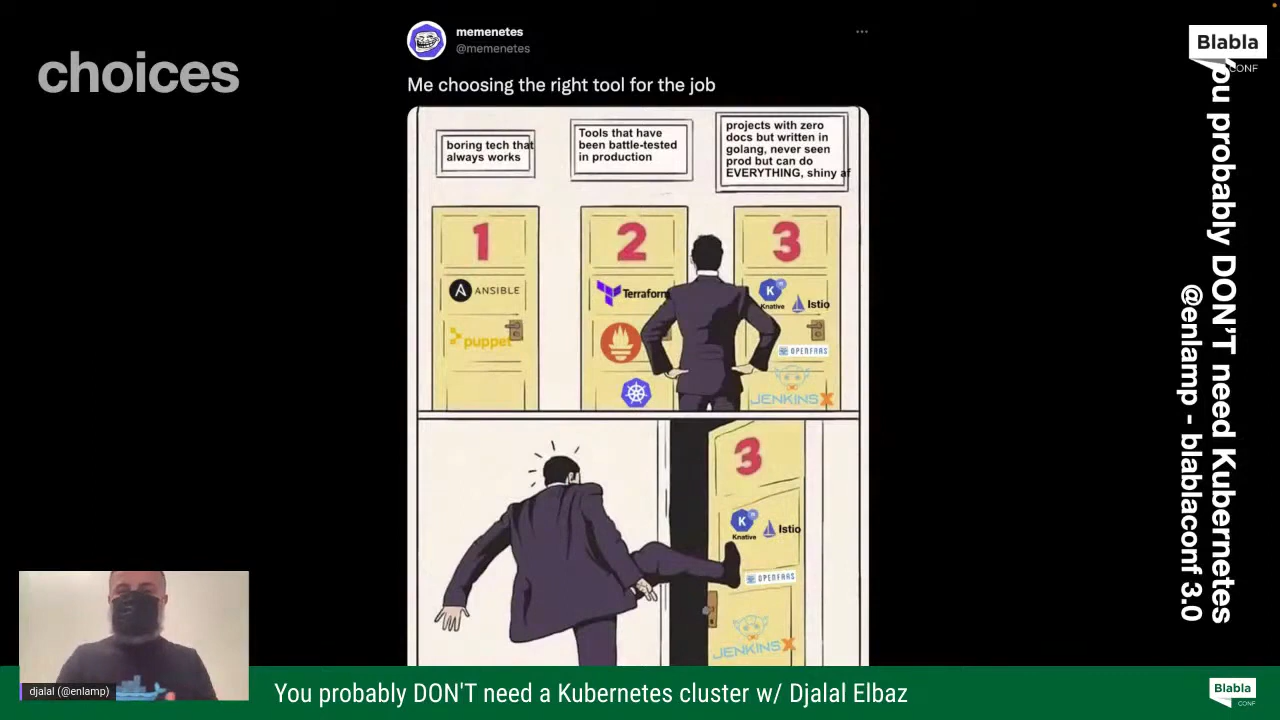 choices
memenetes
@memenetes
Me choosing the right tool for the job
boring tech that
always works
Tools that have
been battle-tested
in production
projects with zero
docs but written in
golang, never seen
prod but can do
EVERYTHING, shiny af
1
2
3
A ANSIBLE
puppet
Terraform
K
n
Knative
Istio
OPENFAAS
JENKINS X
3
K
n
Knative
Istio
OPENFAAS
JENKINS X
Blabla
CONF
You probably DON'T need Kubernetes
@enlamp - blablaconf 3.0
djalal (@enlamp)
You probably DON'T need a Kubernetes cluster w/ Djalal Elbaz
Blabla
CONF